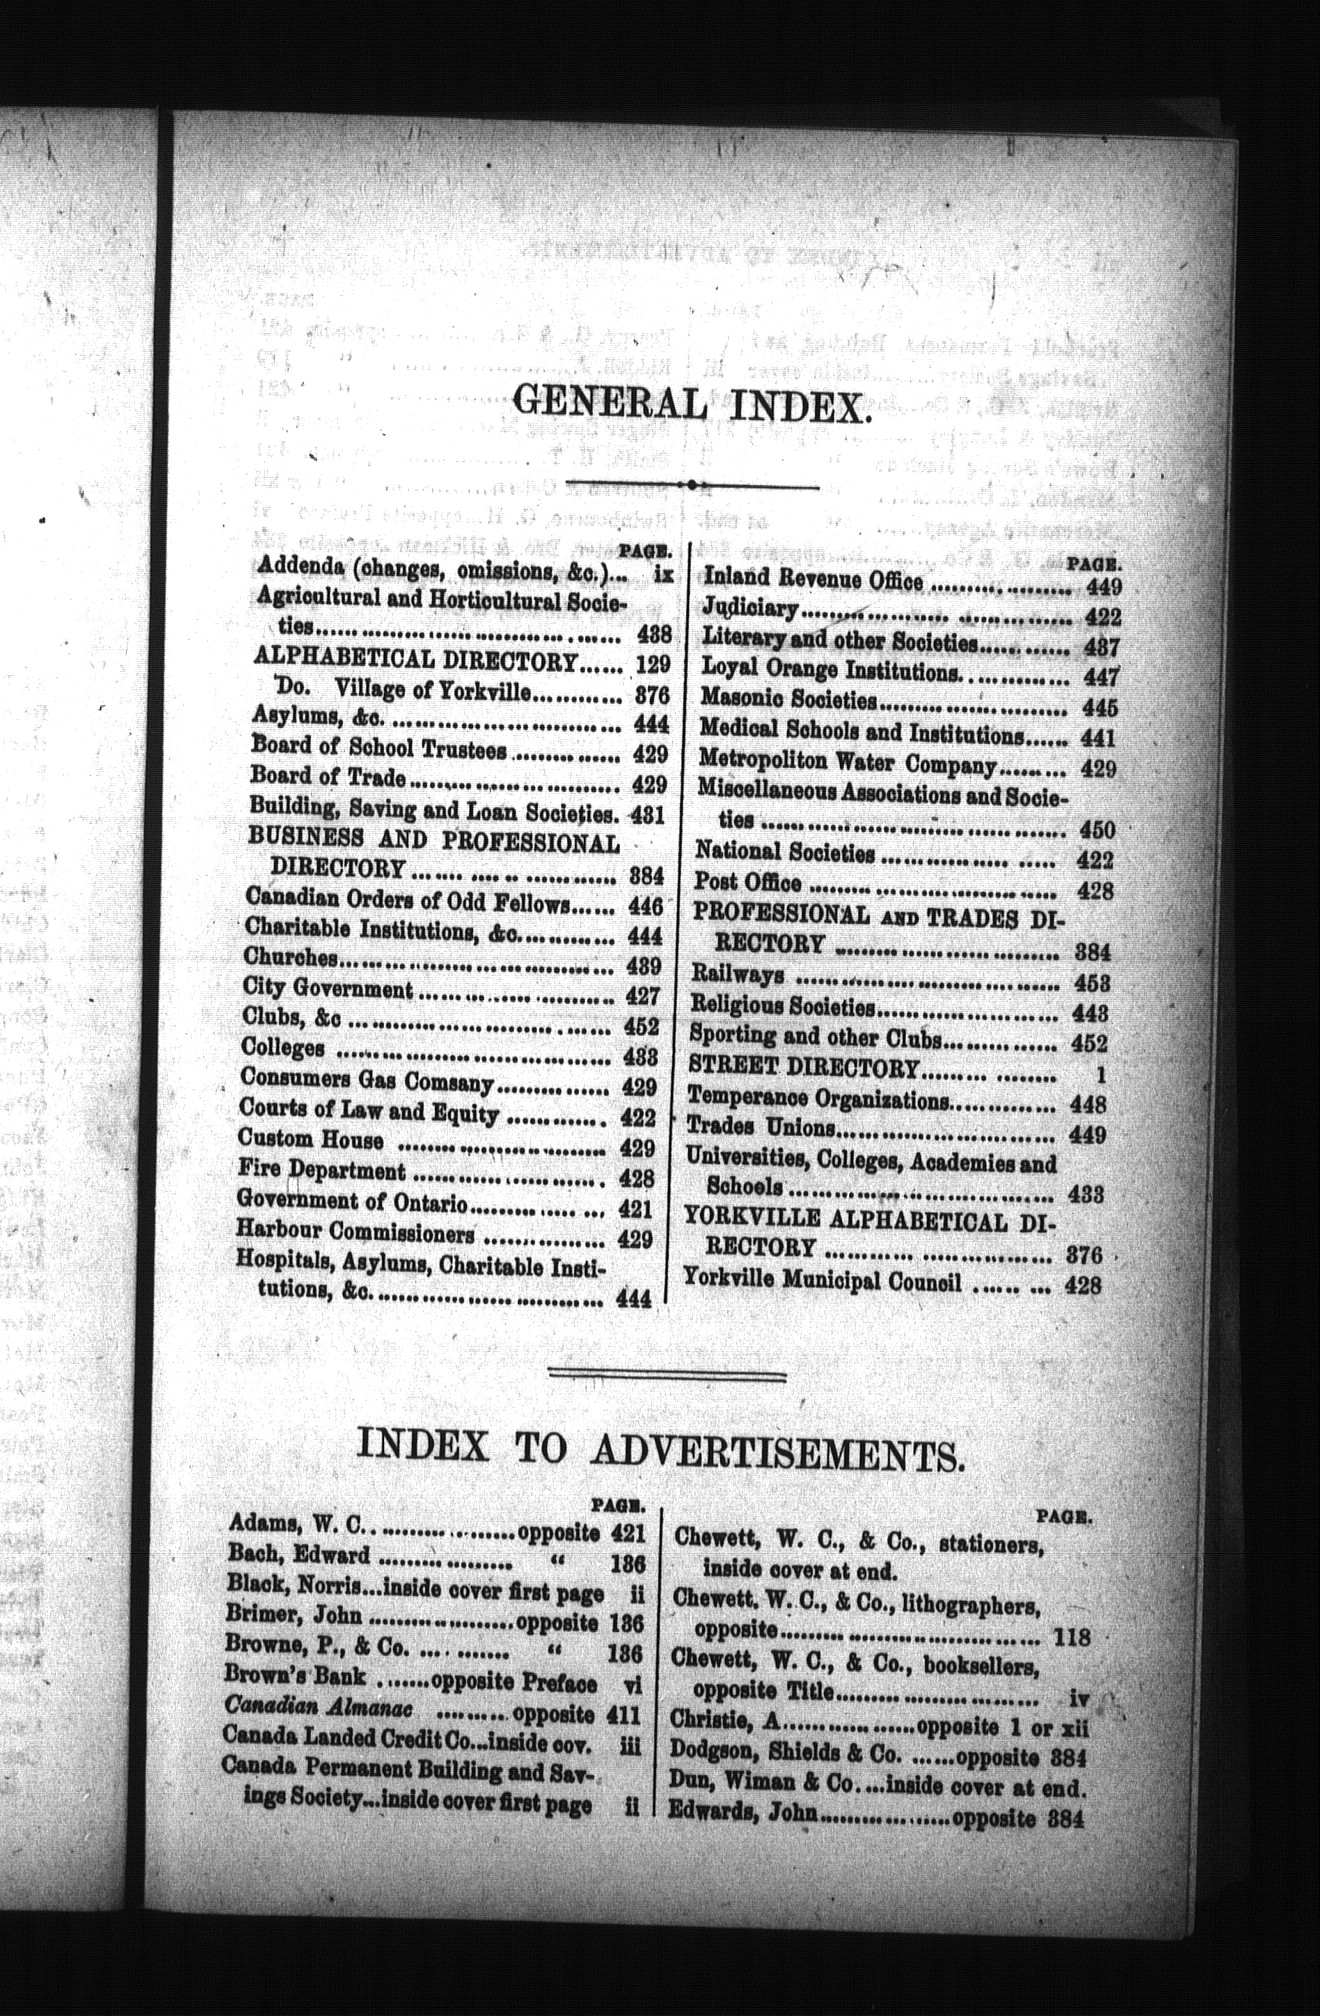 GENERAL INDEX.
PAGE.
Addenda (changes, omissions, &c.)... ix
Agricultural and Horticultural Socie-
ties........................................ 438
ALPHABETICAL DIRECTORY...... 129
Do. Village of Yorkville............ 376
Asylums, &c. .............................. 444
Board of School Trustees ............... 429
Board of Trade............................ 429
Building, Saving and Loan Societies. 431
BUSINESS AND PROFESSIONAL
DIRECTORY ........................... 384
Canadian Orders of Odd Fellows...... 446
Charitable Institutions, &c............. 444
Churches.................................... 439
City Government .......................... 427
Clubs, &c ................................... 452
Colleges .................................... 433
Consumers Gas Comsany............... 429
Courts of Law and Equity ............. 422
Custom House ............................ 429
Fire Department .......................... 428
Government of Ontario.................. 421
Harbour Commissioners ................ 429
Hospitals, Asylums, Charitable Insti-
tutions, &c............................... 444
PAGE.
Inland Revenue Office ................... 449
Judiciary.................................... 422
Literary and other Societies............ 437
Loyal Orange Institutions............... 447
Masonic Societies......................... 445
Medical Schools and Institutions...... 441
Metropoliton Water Company......... 429
Miscellaneous Associations and Socie-
ties ........................................ 450
National Societies ........................ 422
Post Office ................................. 428
PROFESSIONAL AND TRADES DI-
RECTORY .............................. 384
Railways ................................... 453
Religious Societies........................ 443
Sporting and other Clubs............... 452
STREET DIRECTORY................. 1
Temperance Organizations.............. 448
Trades Unions............................. 449
Universities, Colleges, Academies and
Schools.................................... 433
YORKVILLE ALPHABETICAL DI-
RECTORY .............................. 376
Yorkville Municipal Council ......... 428
INDEX TO ADVERTISEMENTS.
PAGE.
Adams, W. C....................opposite 421
Bach, Edward .................. “ 186
Black, Norris...inside cover first page ii
Brimer, John ...................opposite 186
Browne, P., & Co. ........... “ 186
Brown's Bank .......opposite Preface vi
Canadian Almanac ..........opposite 411
Canada Landed Credit Co...inside cov. iii
Canada Permanent Building and Sav-
ings Society...inside cover first page ii
PAGE.
Chewett, W. C., & Co., stationers,
inside cover at end.
Chewett, W. C., & Co., lithographers,
opposite................................... 118
Chewett, W. C., & Co., booksellers,
opposite Title........................... iv
Christie, A..................opposite 1 or xii
Dodgson, Shields & Co. ......opposite 384
Dun, Wiman & Co....inside cover at end.
Edwards, John..................opposite 384